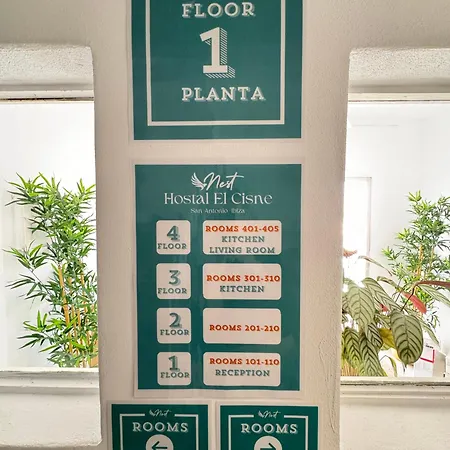 FLOOR
1
PLANTA
Nest
Hostal El Cisne
San Antonio Ibiza
4 FLOOR
ROOMS 401-405
KITCHEN
LIVING ROOM
3 FLOOR
ROOMS 301-310
KITCHEN
2 FLOOR
ROOMS 201-210
1 FLOOR
ROOMS 101-110
RECEPTION
Nest
ROOMS
Nest
ROOMS